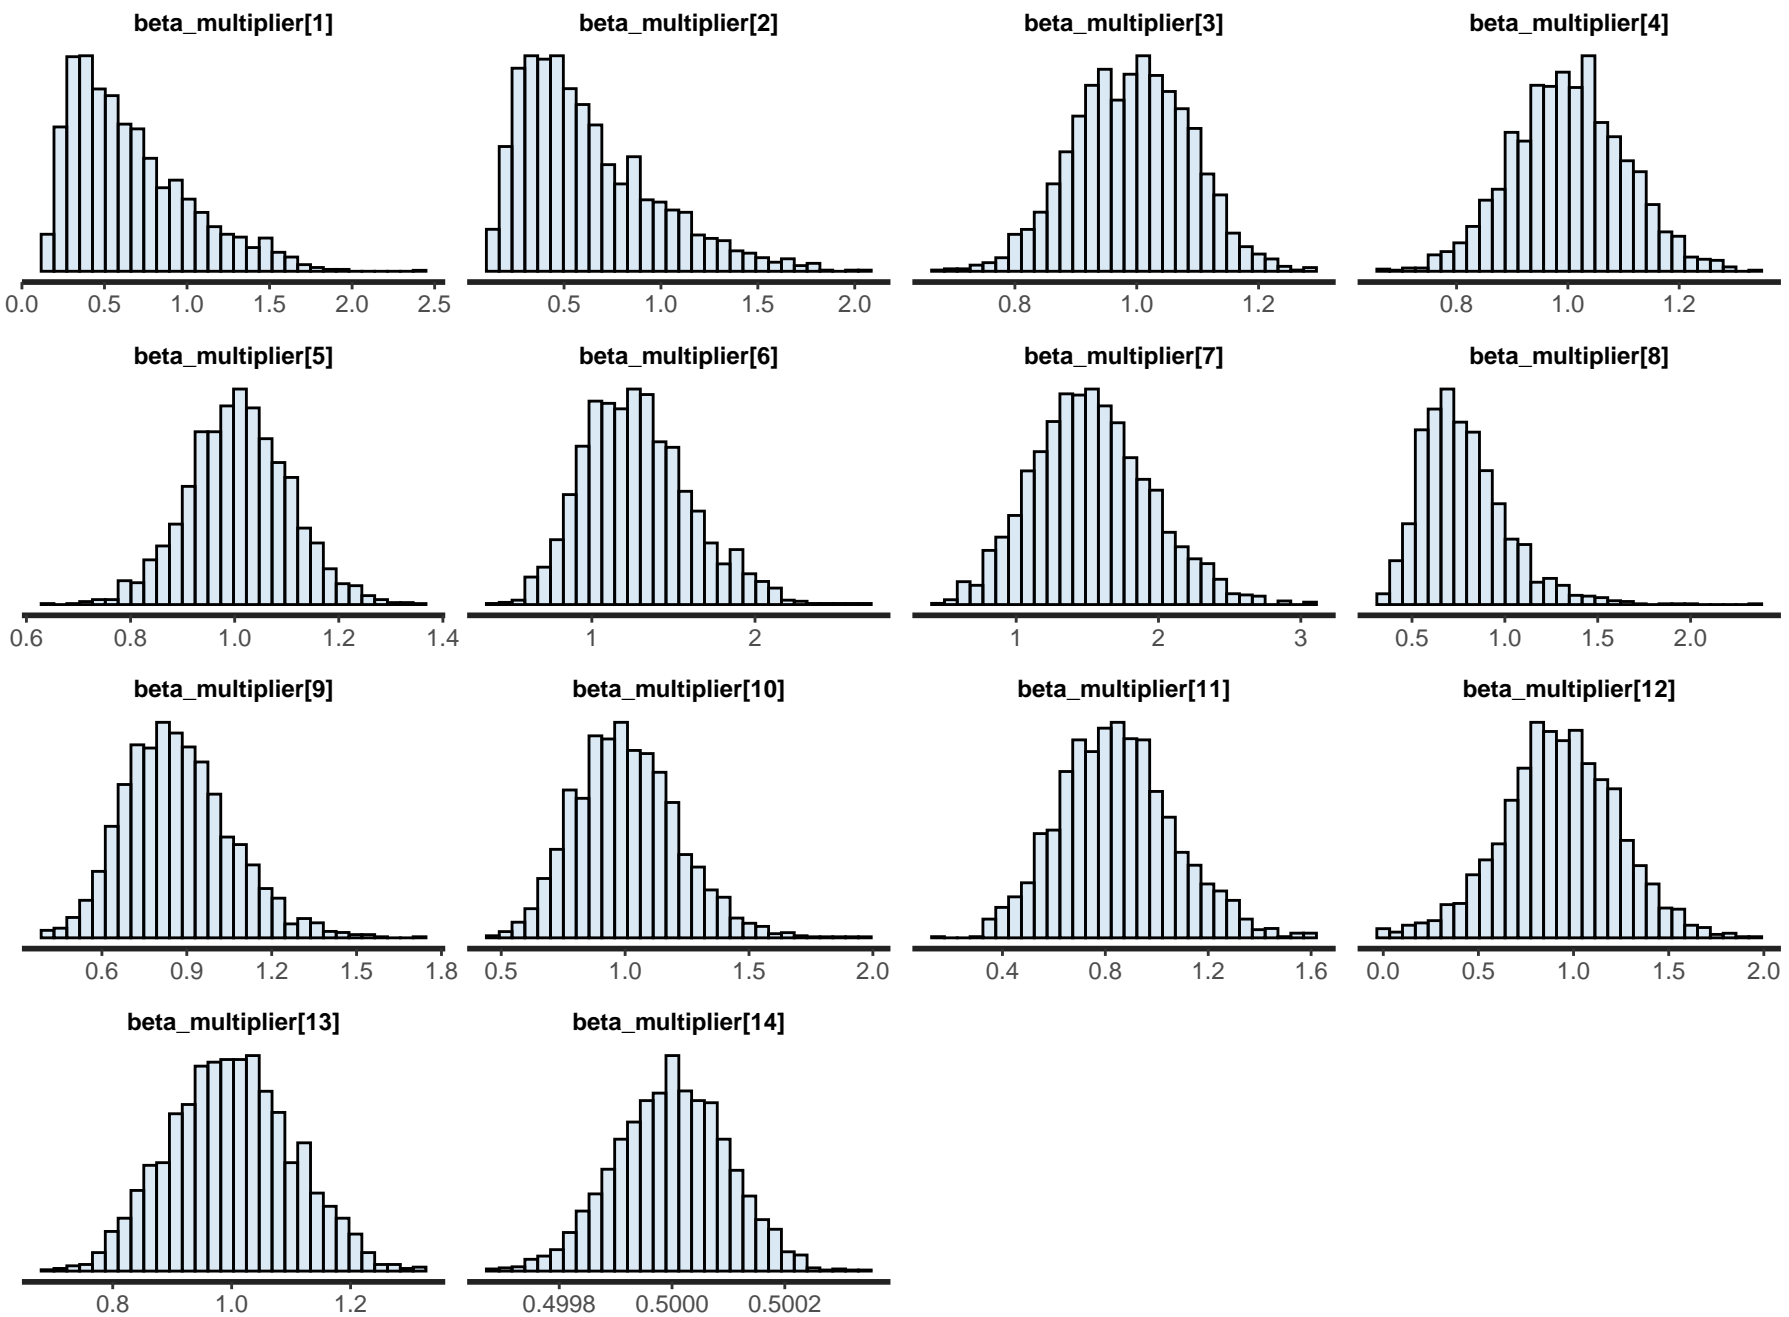 beta_multiplier[1] beta_multiplier[2] beta_multiplier[3] beta_multiplier[4]
0.0 0.5 1.0 1.5 2.0 2.5 0.5 1.0 1.5 2.0 0.8 1.0 1.2 0.8 1.0 1.2
beta_multiplier[5] beta_multiplier[6] beta_multiplier[7] beta_multiplier[8]
0.6 0.8 1.0 1.2 1.4 1 2 1 2 3 0.5 1.0 1.5 2.0
beta_multiplier[9] beta_multiplier[10] beta_multiplier[11] beta_multiplier[12]
0.6 0.9 1.2 1.5 1.8 0.5 1.0 1.5 2.0 0.4 0.8 1.2 1.6 0.0 0.5 1.0 1.5 2.0
beta_multiplier[13] beta_multiplier[14]
0.8 1.0 1.2 0.4998 0.5000 0.5002